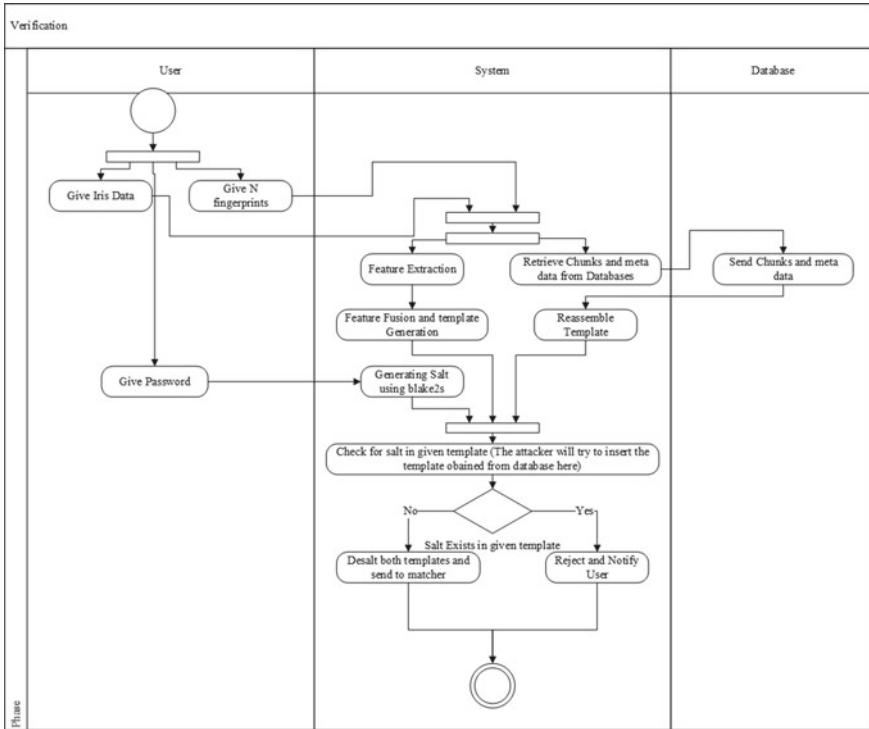 Verification
User
System
Database
Give Iris Data
Give N
fingerprints
Feature Extraction
Retrieve Chunks and meta
data from Databases
Send Chunks and meta
data
Feature Fusion and template
Generation
Reassemble
Template
Give Password
Generating Salt
using blake2s
Check for salt in given template (The attacker will try to insert the
template obained from database here)
No
Yes
Salt Exists in given template
Desalt both templates and
send to matcher
Reject and Notify
User
Phase